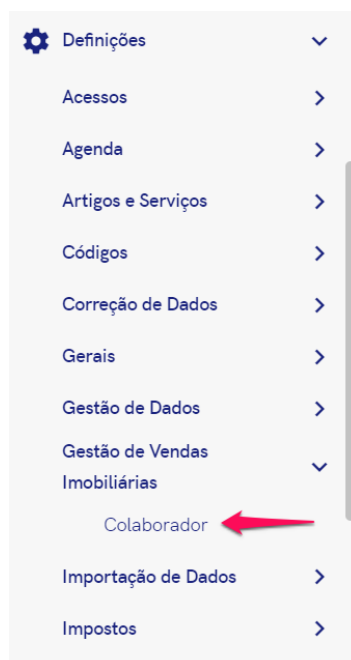 Definições
Acessos
Agenda
Artigos e Serviços
Códigos
Correção de Dados
Gerais
Gestão de Dados
Gestão de Vendas
Imobiliárias
Colaborador
Importação de Dados
Impostos